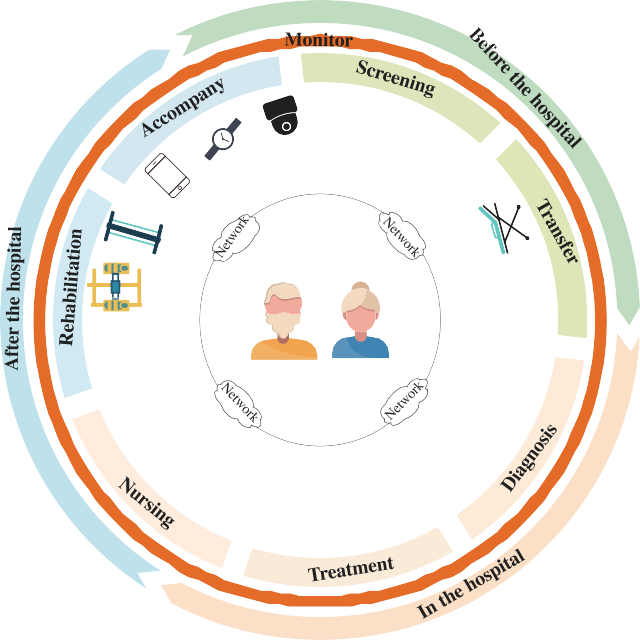 Monitor
Before the hospital
Screening
Accompany
Transfer
After the hospital
Rehabilitation
Network
Network
Network
Network
Diagnosis
Nursing
Treatment
In the hospital